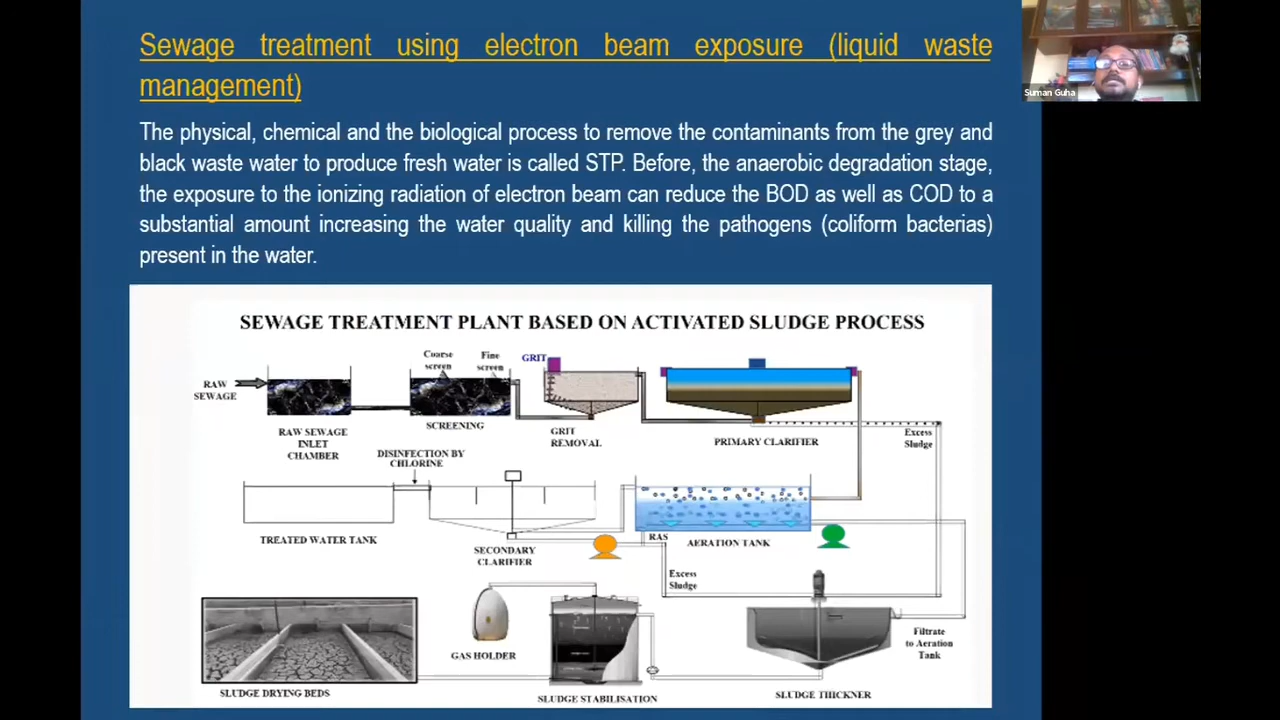 Sewage treatment using electron beam exposure (liquid waste
management)
Suman Guha
The physical, chemical and the biological process to remove the contaminants from the grey and
black waste water to produce fresh water is called STP. Before, the anaerobic degradation stage,
the exposure to the ionizing radiation of electron beam can reduce the BOD as well as COD to a
substantial amount increasing the water quality and killing the pathogens (coliform bacterias)
present in the water.
SEWAGE TREATMENT PLANT BASED ON ACTIVATED SLUDGE PROCESS
RAW
SEWAGE
RAW SEWAGE
INLET
CHAMBER
Coarse
screen
Fine
screen
SCREENING
GRIT
GRIT
REMOVAL
PRIMARY CLARIFIER
Excess
Sludge
DISINFECTION BY
CHLORINE
TREATED WATER TANK
SECONDARY
CLARIFIER
RAS
AERATION TANK
Excess
Sludge
Filtrate
to Aeration
Tank
GAS HOLDER
SLUDGE DRYING BEDS
SLUDGE STABILISATION
SLUDGE THICKNER